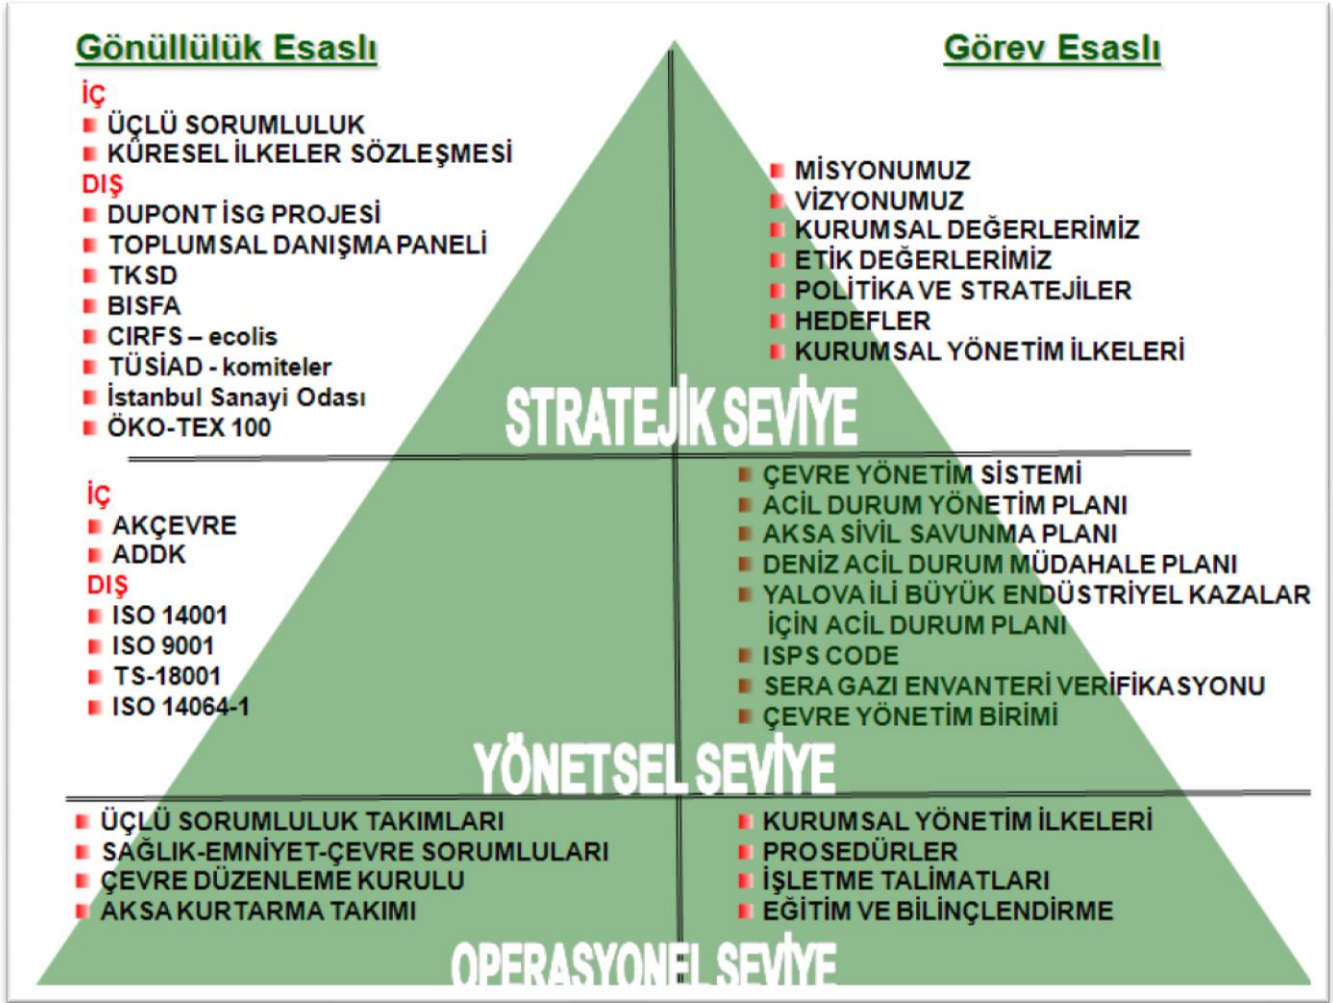 Gönüllülük Esaslı
İÇ
ÜÇLÜ SORUMLULUK
KÜRESEL İLKELER SÖZLEŞMESİ
DIŞ
DUPONT İSG PROJESİ
TOPLUMSAL DANIŞMA PANELİ
TKSD
BISFA
CIRFS – ecolis
TÜSİAD - komiteler
İstanbul Sanayi Odası
ÖKO-TEX 100
Görev Esaslı
MİSYONUMUZ
VİZYONUMUZ
KURUMSAL DEĞERLERİMİZ
ETİK DEĞERLERİMİZ
POLİTİKA VE STRATEJİLER
HEDEFLER
KURUMSAL YÖNETİM İLKELERİ
STRATEJİK SEVİYE
İÇ
AKÇEVRE
ADDK
DIŞ
ISO 14001
ISO 9001
TS-18001
ISO 14064-1
ÇEVRE YÖNETİM SİSTEMİ
ACİL DURUM YÖNETİM PLANI
AKSA SİVİL SAVUNMA PLANI
DENİZ ACİL DURUM MÜDAHALE PLANI
YALOVA İLİ BÜYÜK ENDÜSTRİYEL KAZALAR
İÇİN ACİL DURUM PLANI
ISPS CODE
SERA GAZI ENVANTERİ VERİFİKASYONU
ÇEVRE YÖNETİM BİRİMİ
YÖNETSEL SEVİYE
ÜÇLÜ SORUMLULUK TAKIMLARI
SAĞLIK-EMNİYET-ÇEVRE SORUMLULARI
ÇEVRE DÜZENLEME KURULU
AKSA KURTARMA TAKIMI
KURUMSAL YÖNETİM İLKELERİ
PROSEDÜRLER
İŞLETME TALİMATLARI
EĞİTİM VE BİLİNÇLENDİRME
OPERASYONEL SEVİYE